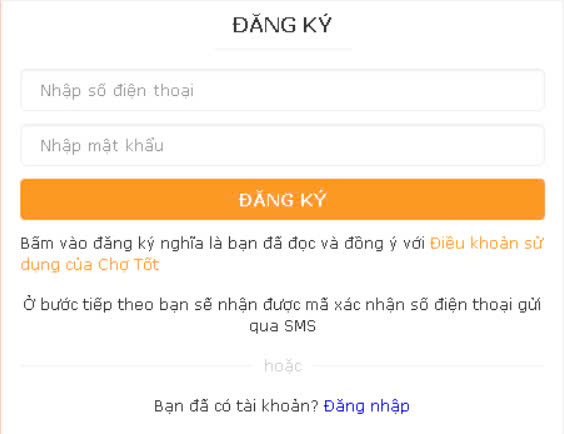 ĐĂNG KÝ
Nhập số điện thoại
Nhập mật khẩu
ĐĂNG KÝ
Bấm vào đăng ký nghĩa là bạn đã đọc và đồng ý với Điều khoản sử
dụng của Chợ Tốt
Ở bước tiếp theo bạn sẽ nhận được mã xác nhận số điện thoại gửi
qua SMS
hoặc
Bạn đã có tài khoản? Đăng nhập